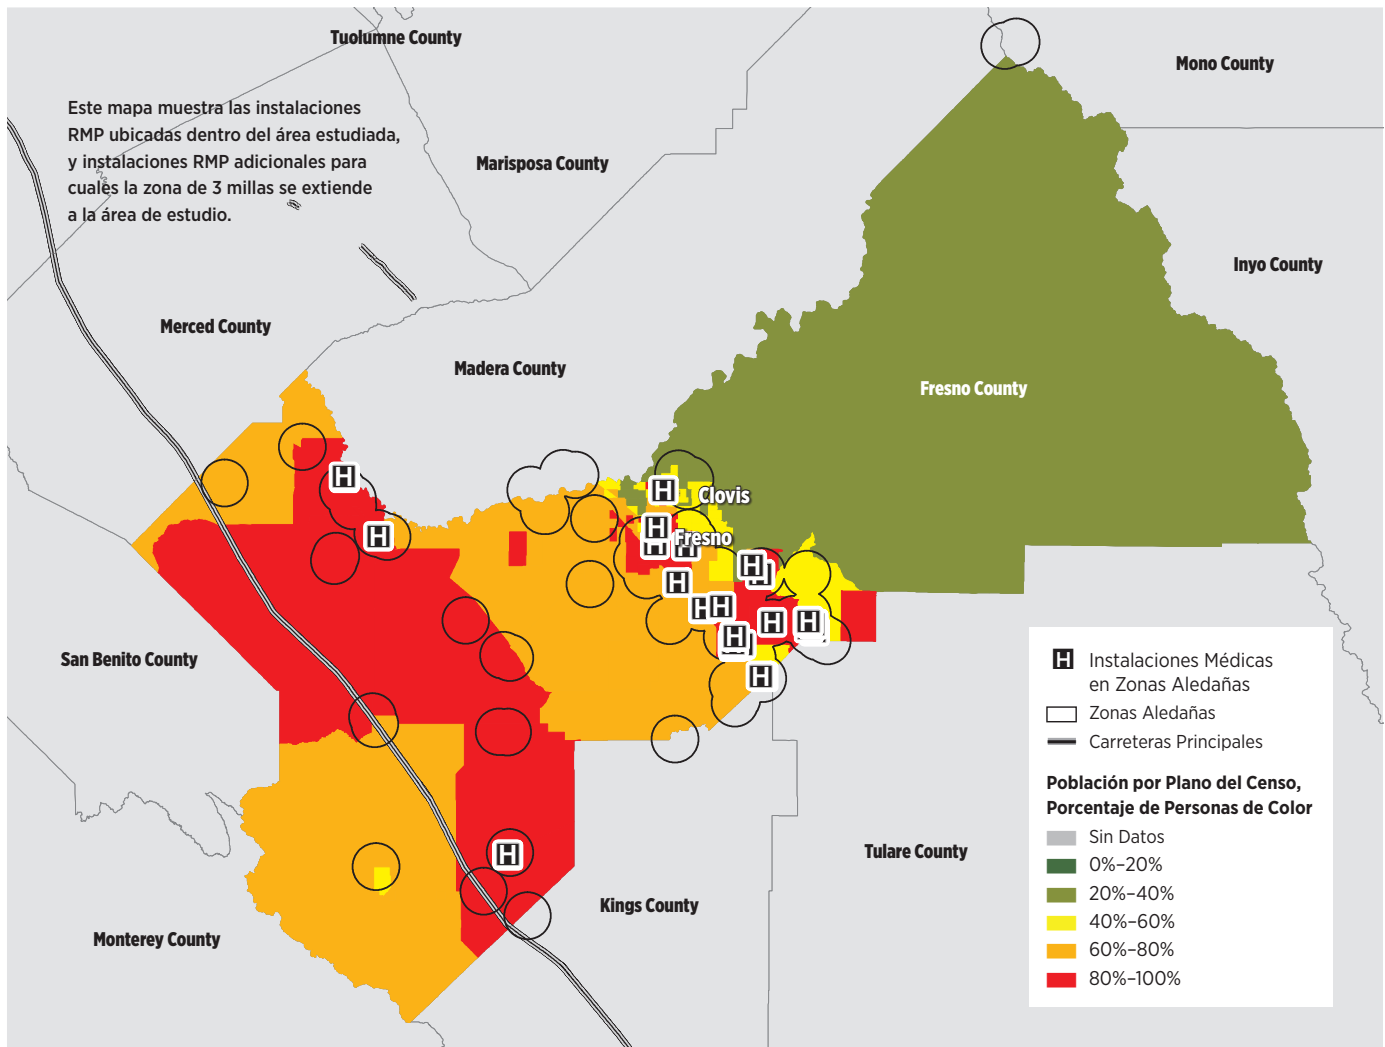 Tuolumne County
Mono County
Este mapa muestra las instalaciones
RMP ubicadas dentro del área estudiada,
y instalaciones RMP adicionales para
cuales la zona de 3 millas se extiende
a la área de estudio.
Marisposa County
Inyo County
Merced County
Madera County
Fresno County
Clovis
Fresno
San Benito County
Tulare County
Kings County
Monterey County
H Instalaciones Médicas
en Zonas Aledañas
Zonas Aledañas
Carreteras Principales
Población por Plano del Censo,
Porcentaje de Personas de Color
Sin Datos
0%–20%
20%–40%
40%–60%
60%–80%
80%–100%